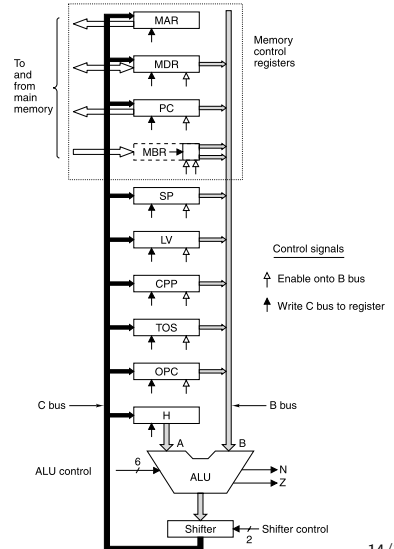 MAR
Memory
control
registers
To
and
from
main
memory
MDR
PC
MBR
SP
LV
Control signals
CPP
Enable onto B bus
Write C bus to register
TOS
OPC
C bus
B bus
H
A
B
6
ALU control
ALU
N
Z
Shifter
Shifter control
2
14/